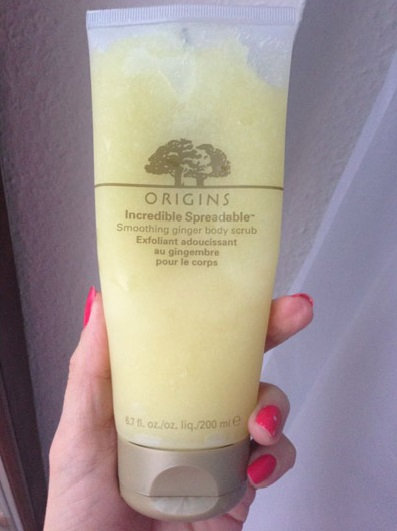 ORIGINS
Incredible Spreadable™
Smoothing ginger body scrub
Exfoliant adoucissant
au gingembre
pour le corps
6.7 fl. oz./oz. liq./200 ml ℮